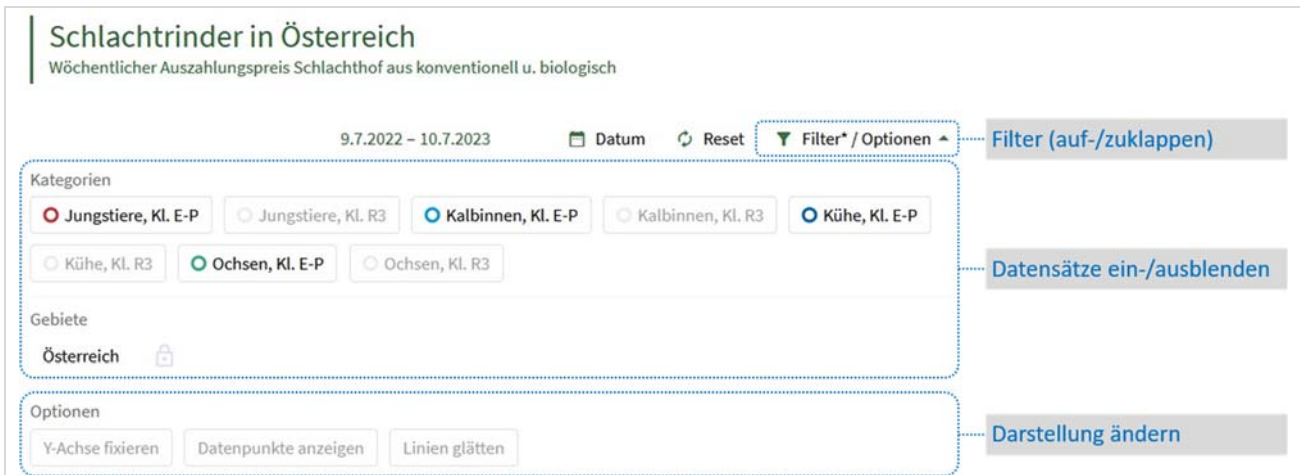 Schlachtrinder in Österreich
Wöchentlicher Auszahlungspreis Schlachthof aus konventionell u. biologisch
9.7.2022 – 10.7.2023 Datum Reset Filter* / Optionen Filter (auf-/zuklappen)
Kategorien
Jungstiere, Kl. E-P Jungstiere, Kl. R3 Kalbinnen, Kl. E-P Kalbinnen, Kl. R3 Kühe, Kl. E-P
Kühe, Kl. R3 Ochsen, Kl. E-P Ochsen, Kl. R3
Datensätze ein-/ausblenden
Gebiete
Österreich
Optionen
Y-Achse fixieren Datenpunkte anzeigen Linien glätten
Darstellung ändern